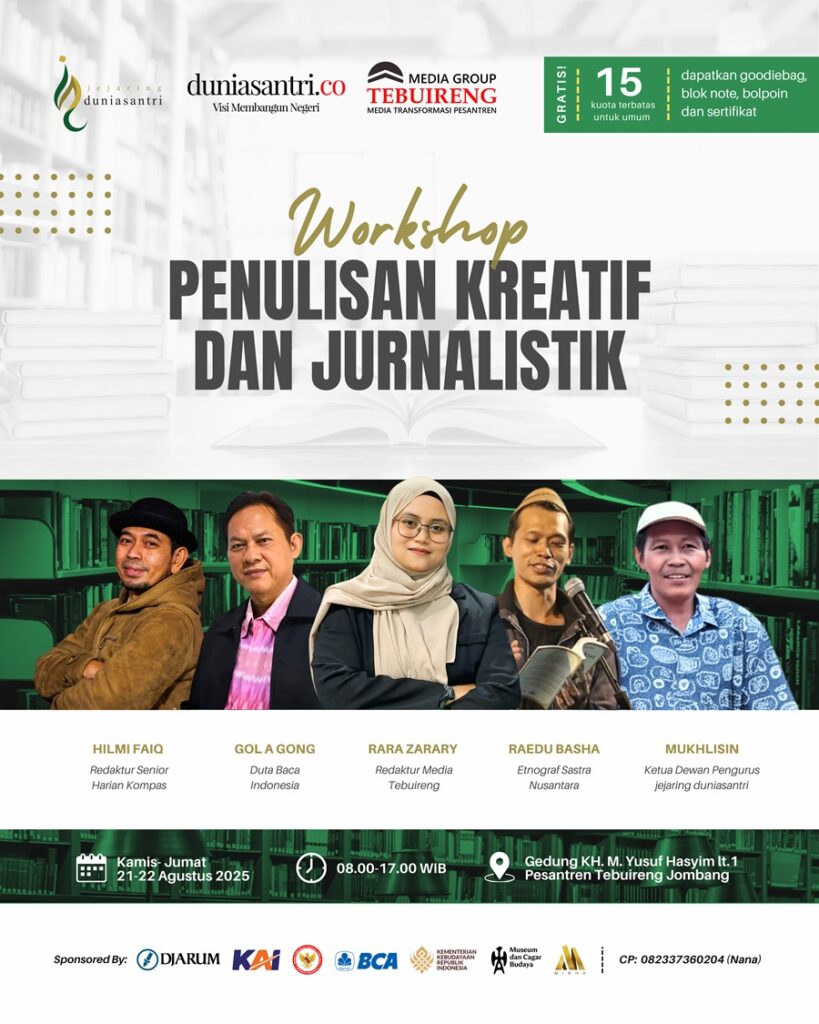 jejaring
duniasantri
duniasantri.co
Visi Membangun Negeri
MEDIA GROUP
TEBUIRENG
MEDIA TRANSFORMASI PESANTREN
GRATIS!
15
kuota terbatas
untuk umum
dapatkan goodiebag,
blok note, bolpoin
dan sertifikat
Workshop
PENULISAN KREATIF
DAN JURNALISTIK
HILMI FAIQ
Redaktur Senior
Harian Kompas
GOL A GONG
Duta Baca
Indonesia
RARA ZARARY
Redaktur Media
Tebuireng
RAEDU BASHA
Etnograf Sastra
Nusantara
MUKHLISIN
Ketua Dewan Pengurus
jejaring duniasantri
Kamis- Jumat
21-22 Agustus 2025
08.00-17.00 WIB
Gedung KH. M. Yusuf Hasyim lt.1
Pesantren Tebuireng Jombang
Sponsored By:
DJARUM
KAI
BCA
KEMENTERIAN
KEBUDAYAAN
REPUBLIK
INDONESIA
Museum
dan Cagar
Budaya
CP: 082337360204 (Nana)